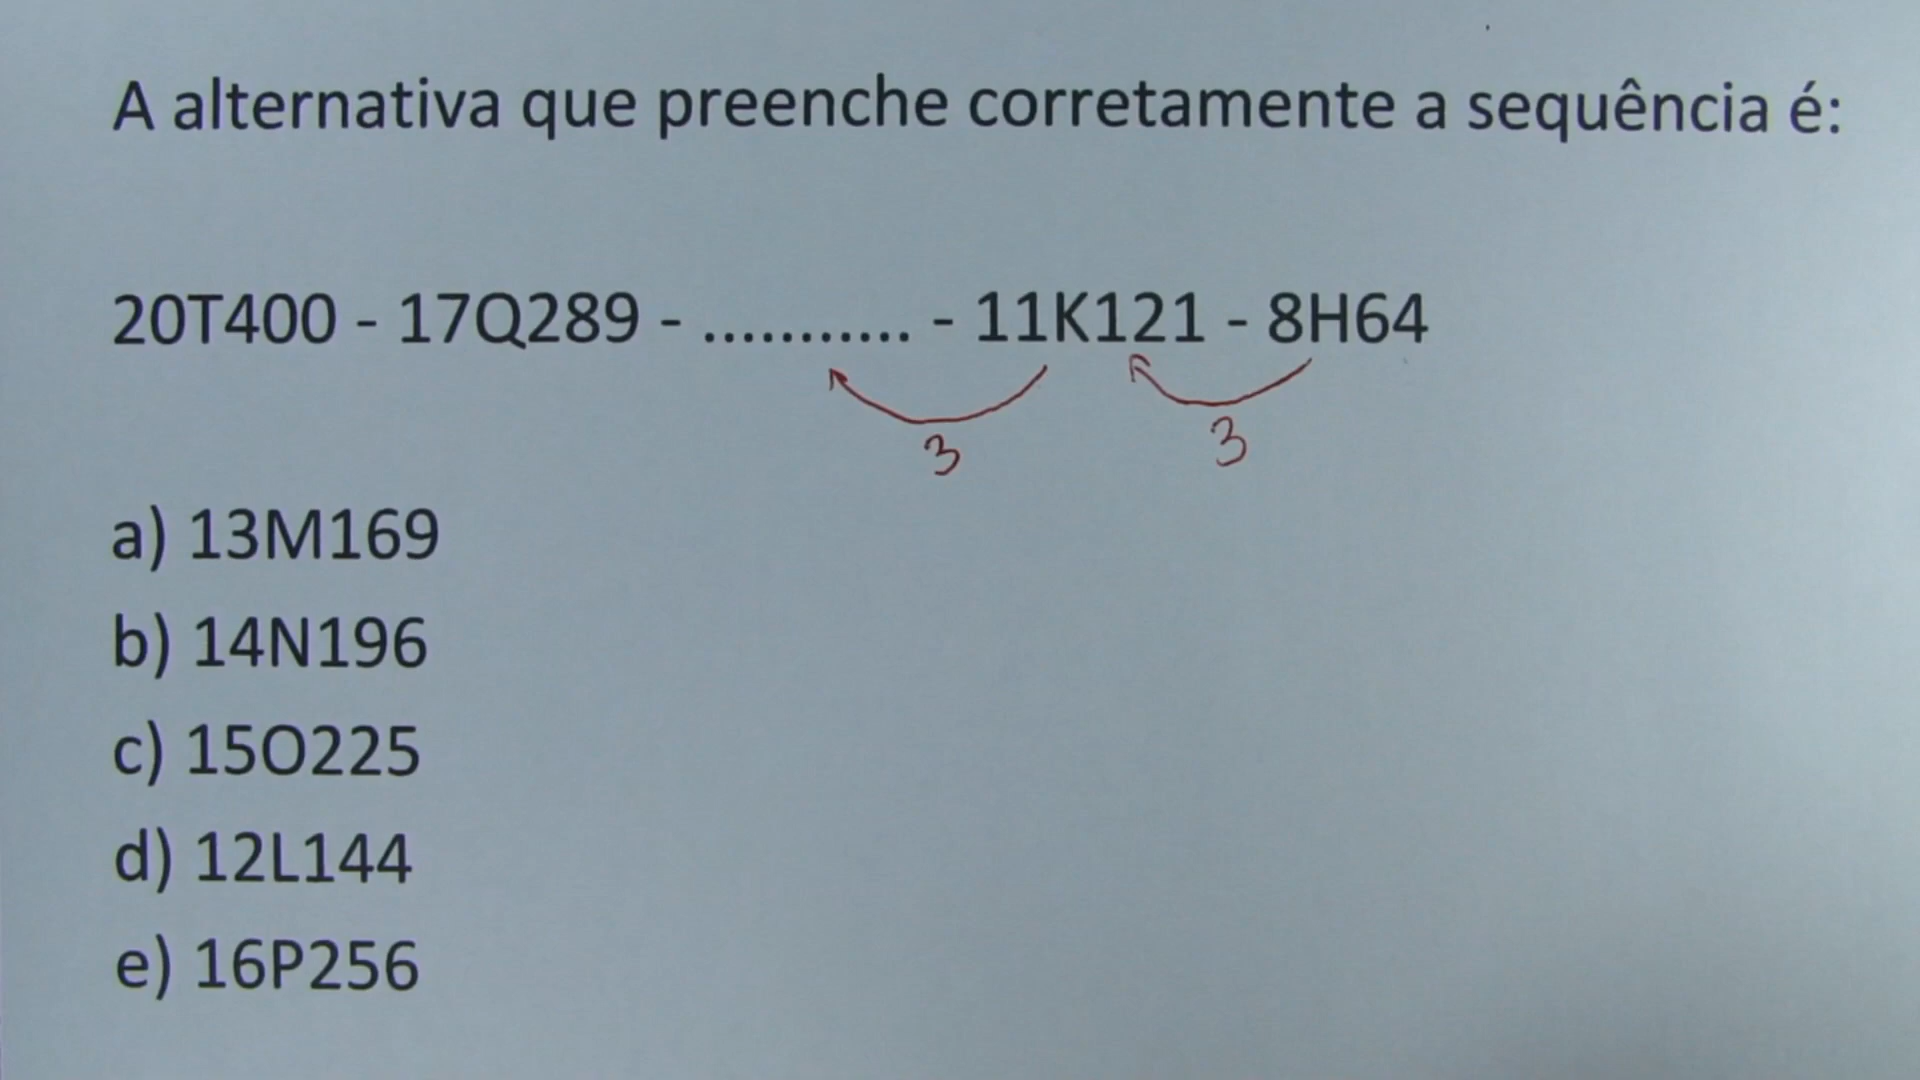 A alternativa que preenche corretamente a sequência é:
20T400 - 17Q289 - ........... - 11K121 - 8H64
3 3
a) 13M169
b) 14N196
c) 15O225
d) 12L144
e) 16P256